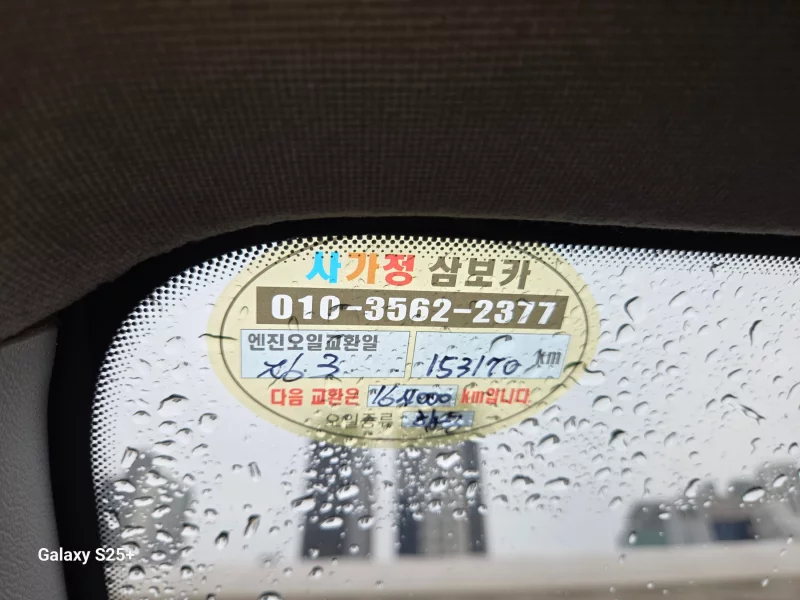 사가정 삼보카
010-3562-2377
엔진오일교환일
153170 km
다음 교환은 km입니다
오일종류
Galaxy S25+